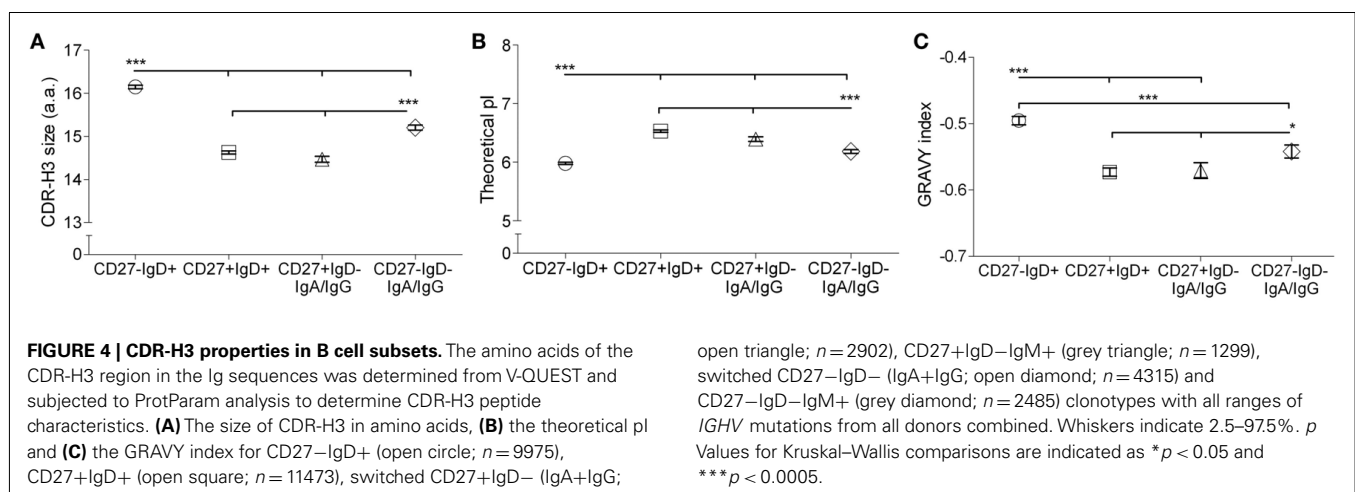 A
17
16
15
14
13
0
CDR-H3 size (a.a.)
***
***
CD27-IgD+
CD27+IgD+
CD27+IgD-
IgA/IgG
CD27-IgD-
IgA/IgG
B
8
7
6
5
0
Theoretical pI
***
***
CD27-IgD+
CD27+IgD+
CD27+IgD-
IgA/IgG
CD27-IgD-
IgA/IgG
C
-0.4
-0.5
-0.6
-0.7
GRAVY index
***
***
*
CD27-IgD+
CD27+IgD+
CD27+IgD-
IgA/IgG
CD27-IgD-
IgA/IgG
FIGURE 4 | CDR-H3 properties in B cell subsets. The amino acids of the
CDR-H3 region in the Ig sequences was determined from V-QUEST and
subjected to ProtParam analysis to determine CDR-H3 peptide
characteristics. (A) The size of CDR-H3 in amino acids, (B) the theoretical pI
and (C) the GRAVY index for CD27−IgD+ (open circle; n = 9975),
CD27+IgD+ (open square; n = 11473), switched CD27+IgD− (IgA+IgG;
open triangle; n = 2902), CD27+IgD−IgM+ (grey triangle; n = 1299),
switched CD27−IgD− (IgA+IgG; open diamond; n = 4315) and
CD27−IgD−IgM+ (grey diamond; n = 2485) clonotypes with all ranges of
IGHV mutations from all donors combined. Whiskers indicate 2.5–97.5%. p
Values for Kruskal–Wallis comparisons are indicated as *p < 0.05 and
***p < 0.0005.